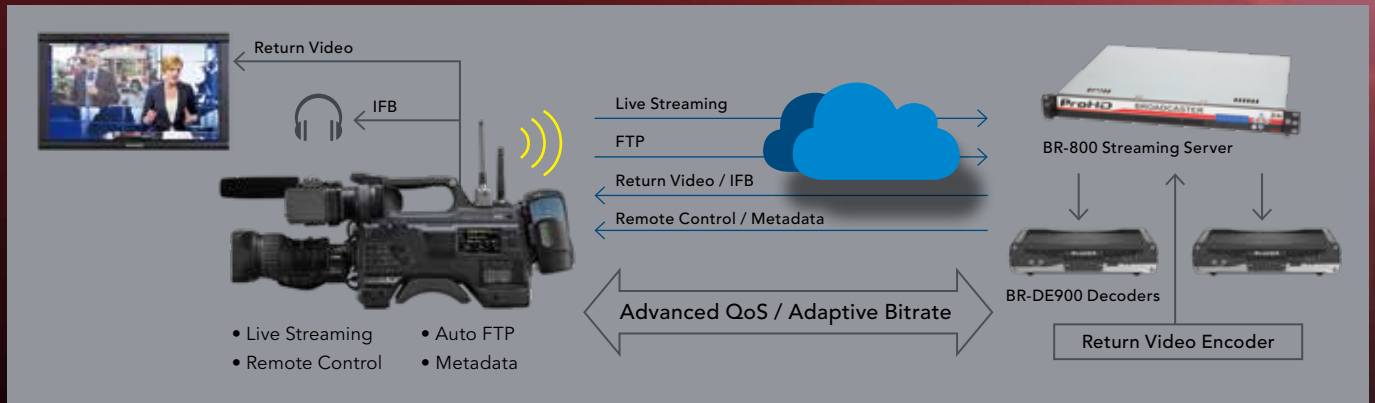 Return Video
IFB
Live Streaming
FTP
Return Video / IFB
Remote Control / Metadata
ProHD BROADCASTER
BR-800 Streaming Server
BR-DE900 Decoders
Advanced QoS / Adaptive Bitrate
Return Video Encoder
• Live Streaming
• Remote Control
• Auto FTP
• Metadata